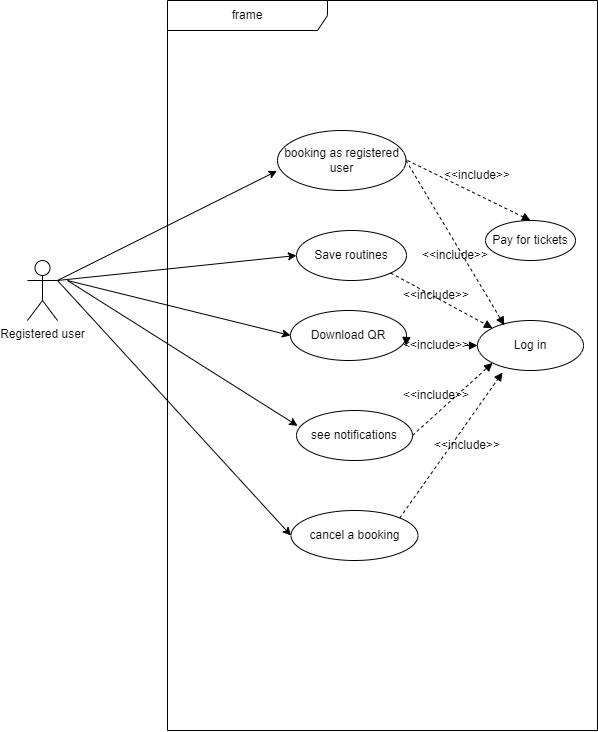 frame
booking as registered
user
<<include>>
Pay for tickets
Save routines
<<include>>
<<include>>
Registered user
Download QR
<<include>>
Log in
<<include>>
see notifications
<<include>>
cancel a booking